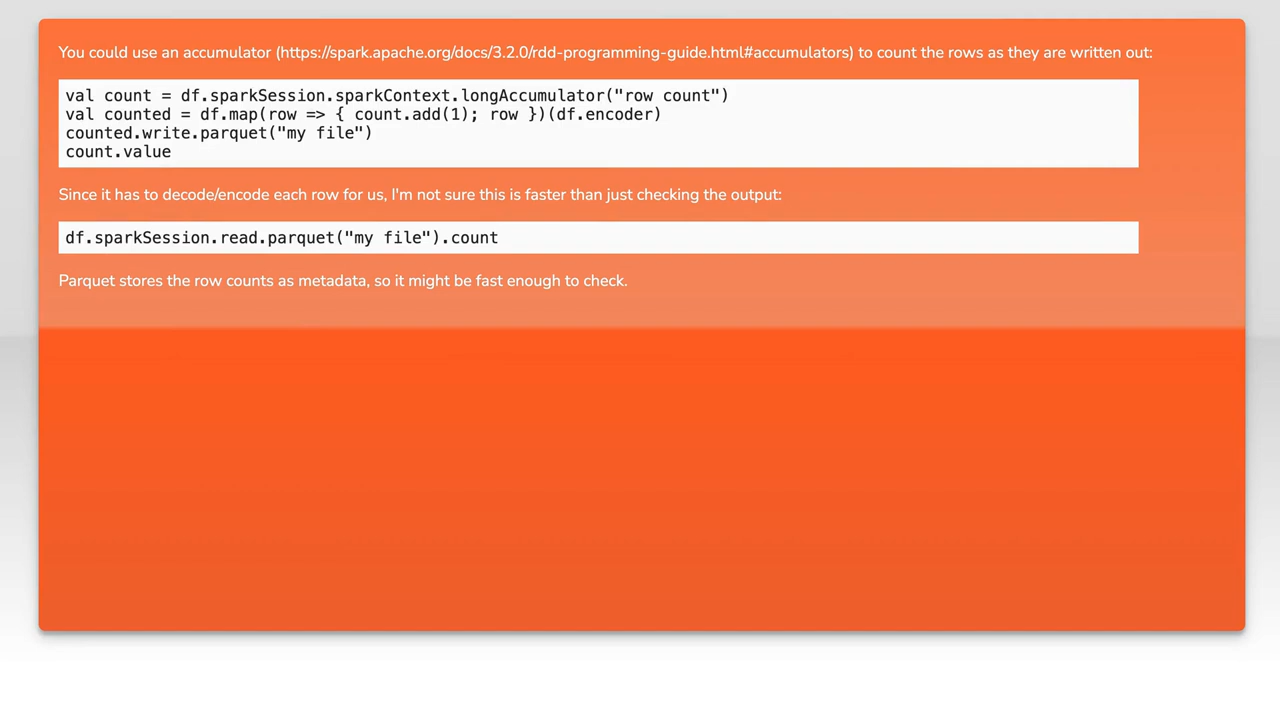 You could use an accumulator (https://spark.apache.org/docs/3.2.0/rdd-programming-guide.html#accumulators) to count the rows as they are written out:
val count = df.sparkSession.sparkContext.longAccumulator("row count")
val counted = df.map(row => { count.add(1); row })(df.encoder)
counted.write.parquet("my file")
count.value
Since it has to decode/encode each row for us, I'm not sure this is faster than just checking the output:
df.sparkSession.read.parquet("my file").count
Parquet stores the row counts as metadata, so it might be fast enough to check.